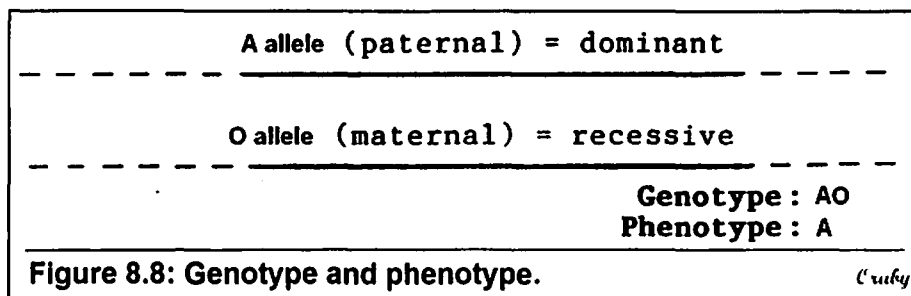 A allele (paternal) = dominant
O allele (maternal) = recessive
Genotype: AO
Phenotype: A
Figure 8.8: Genotype and phenotype.